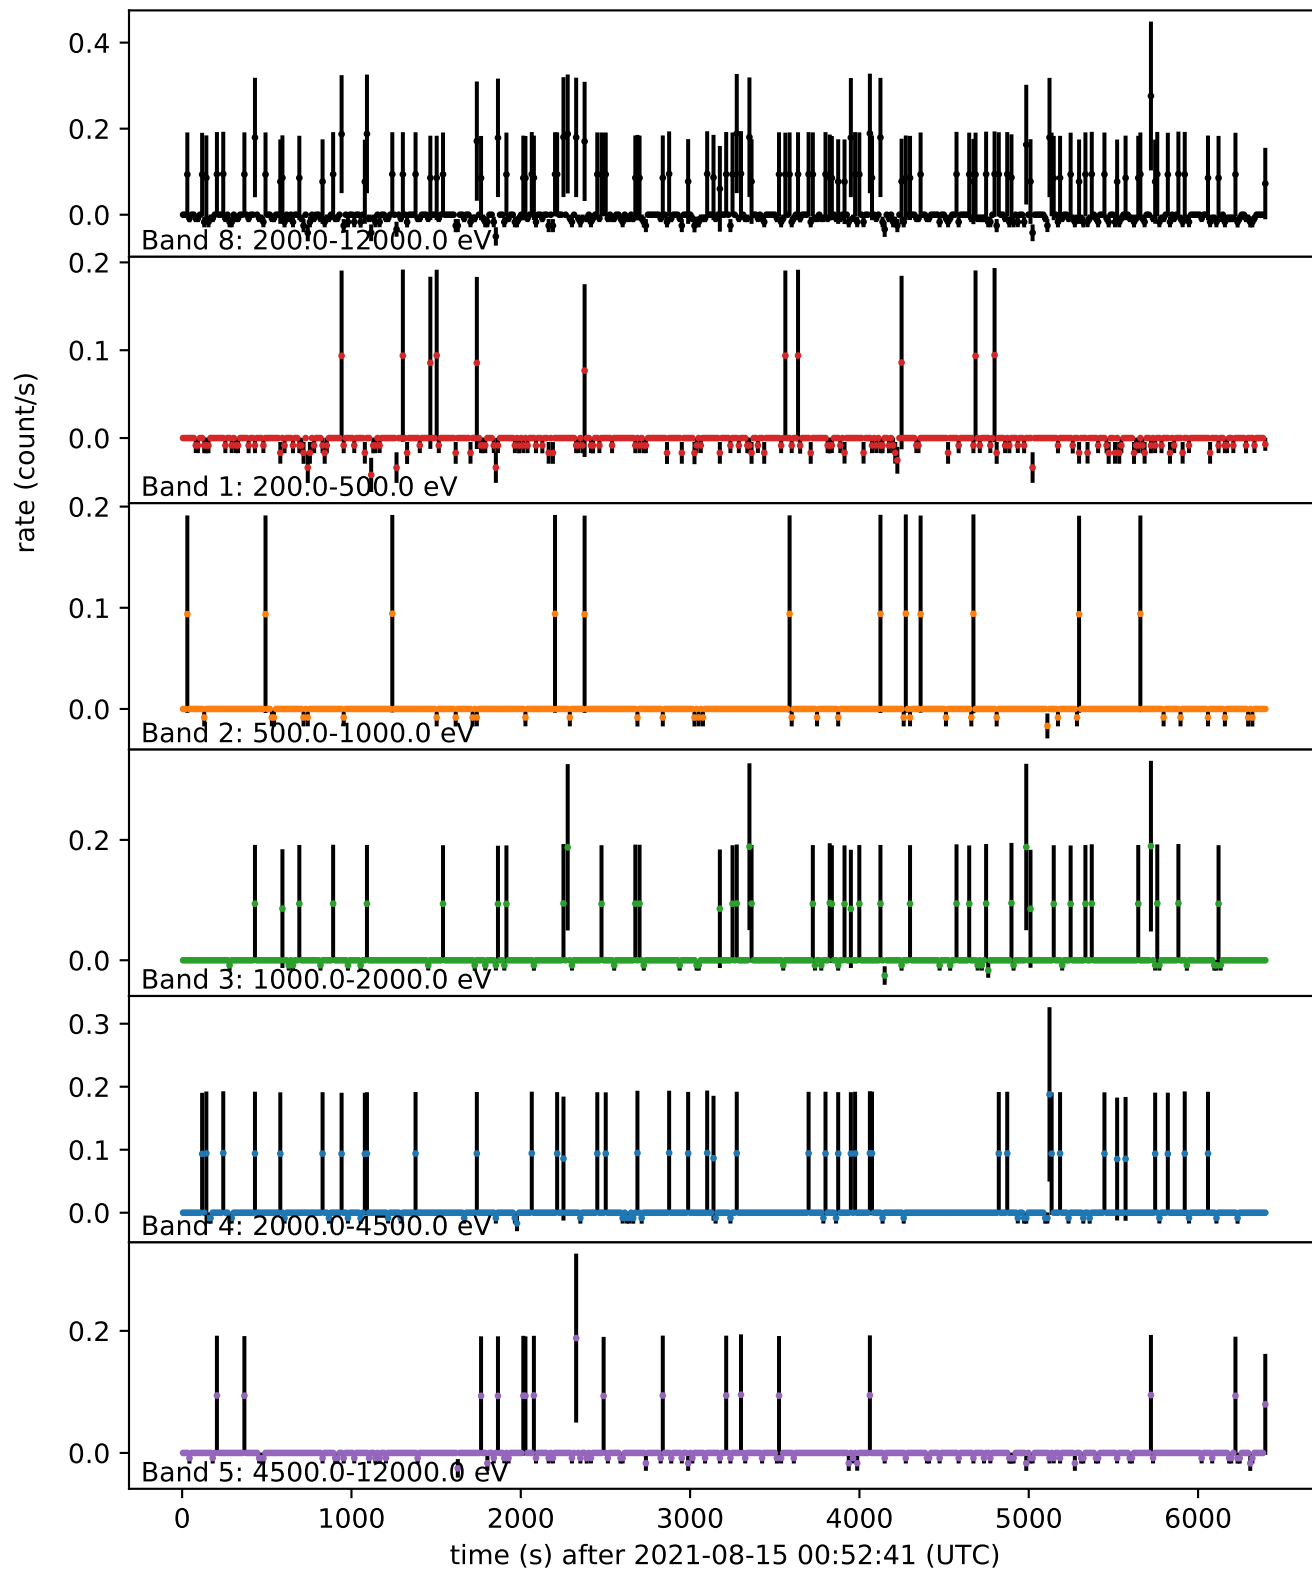 0.4
0.2
0.0
Band 8: 200.0-12000.0 eV
0.2
0.1
0.0
Band 1: 200.0-500.0 eV
rate (count/s)
0.2
0.1
0.0
Band 2: 500.0-1000.0 eV
0.2
0.0
Band 3: 1000.0-2000.0 eV
0.3
0.2
0.1
0.0
Band 4: 2000.0-4500.0 eV
0.2
0.0
Band 5: 4500.0-12000.0 eV
0 1000 2000 3000 4000 5000 6000
time (s) after 2021-08-15 00:52:41 (UTC)